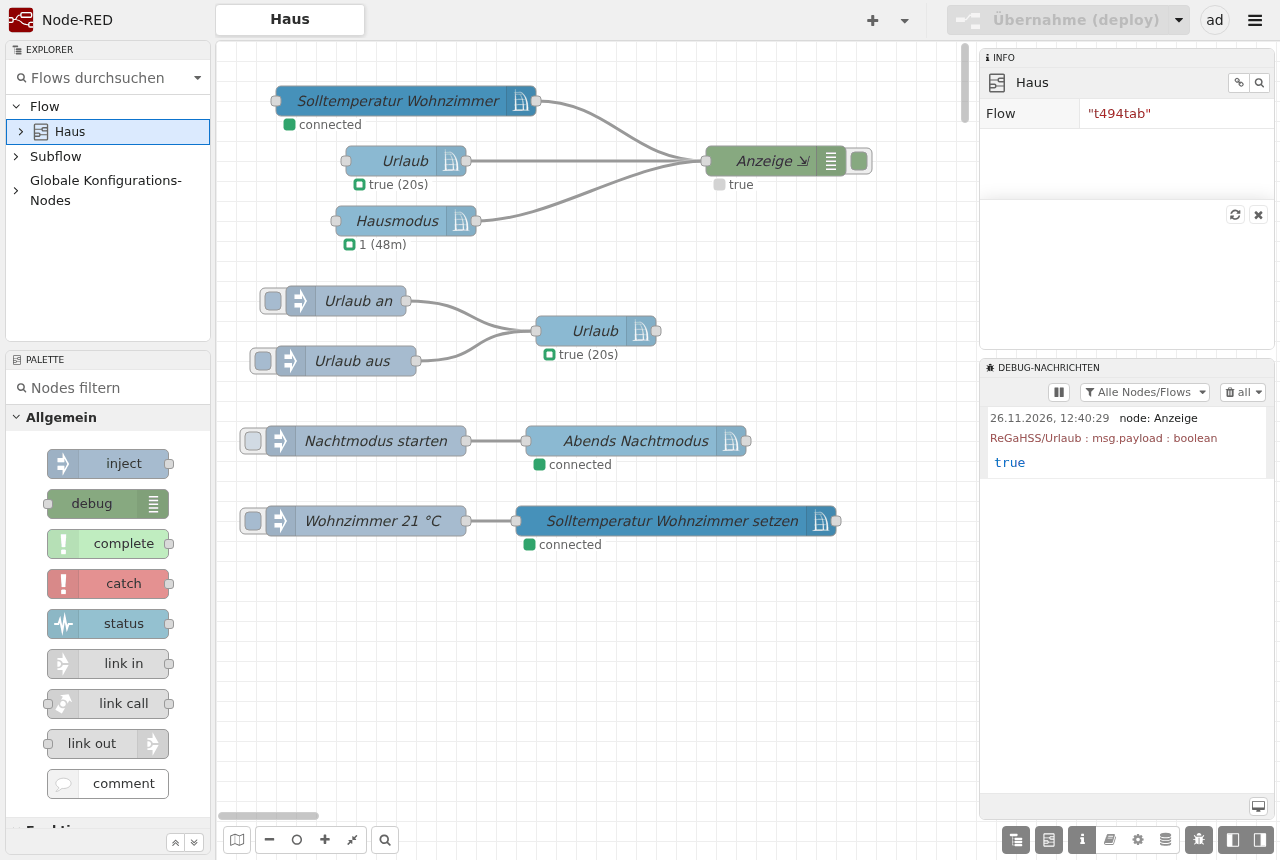 Node-RED
Haus
Übernahme (deploy)
ad
EXPLORER
Flows durchsuchen
Flow
Haus
Subflow
Globale Konfigurations-
Nodes
PALETTE
Nodes filtern
Allgemein
inject
debug
complete
catch
status
link in
link call
link out
comment
Solltemperatur Wohnzimmer
connected
Urlaub
true (20s)
Hausmodus
1 (48m)
Anzeige
true
Urlaub an
Urlaub aus
Urlaub
true (20s)
Nachtmodus starten
Abends Nachtmodus
connected
Wohnzimmer 21 °C
Solltemperatur Wohnzimmer setzen
connected
INFO
Haus
Flow
"t494tab"
DEBUG-NACHRICHTEN
Alle Nodes/Flows
all
26.11.2026, 12:40:29 node: Anzeige
ReGaHSS/Urlaub : msg.payload : boolean
true